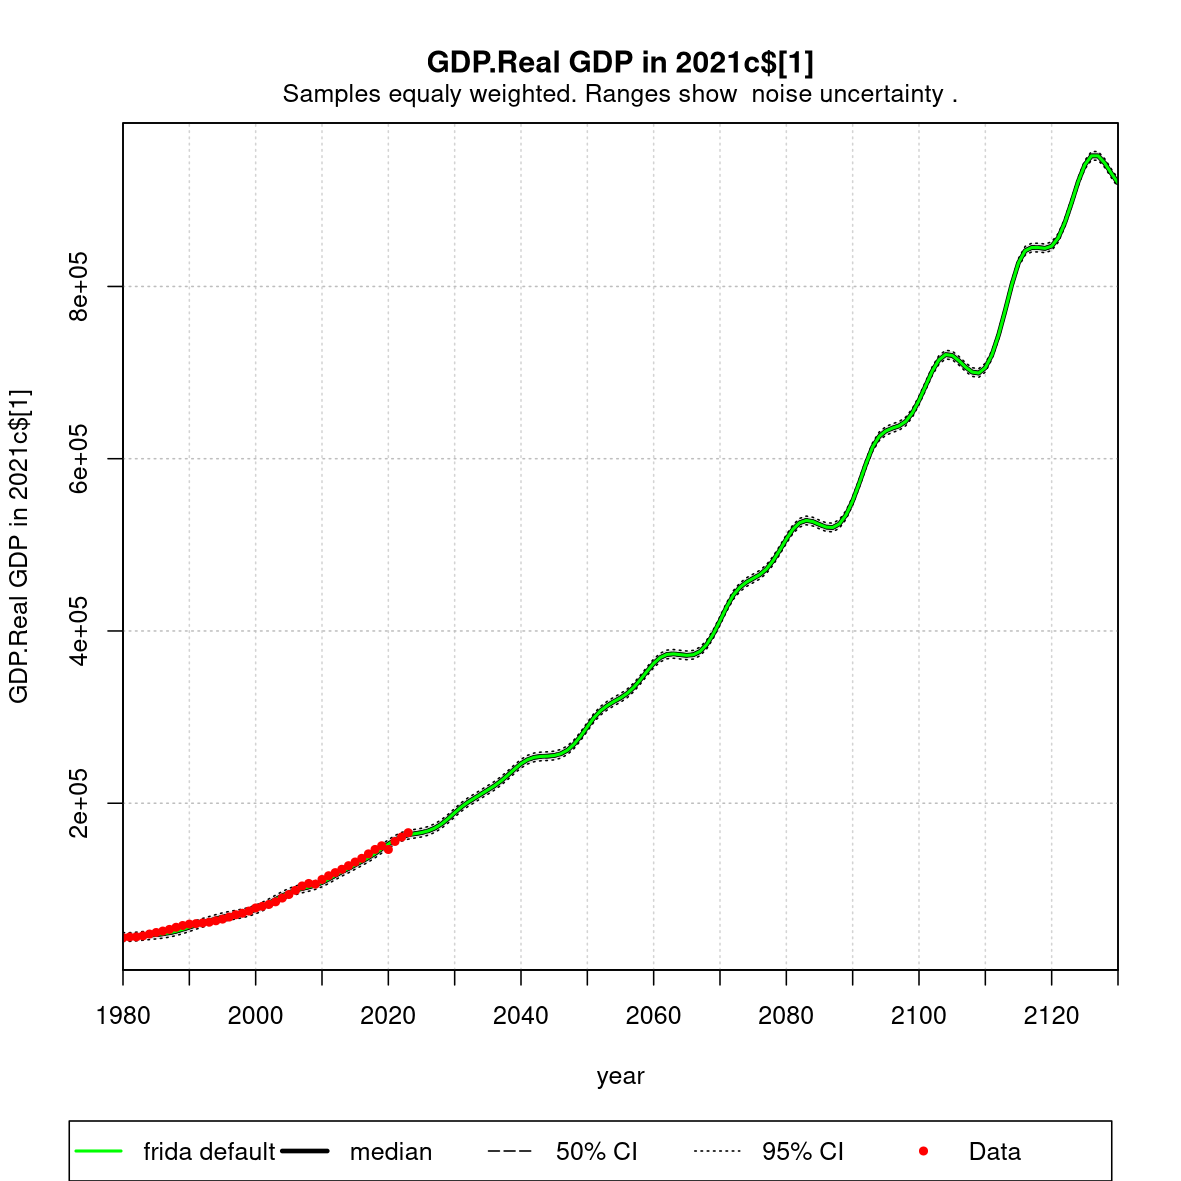 GDP.Real GDP in 2021c$[1]
Samples equaly weighted. Ranges show  noise uncertainty .
GDP.Real GDP in 2021c$[1]
8e+05
6e+05
4e+05
2e+05
1980 2000 2020 2040 2060 2080 2100 2120
year
frida default median 50% CI 95% CI Data